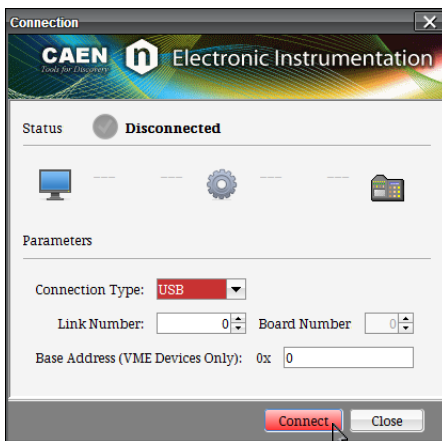 Connection
CAEN n Electronic Instrumentation
Tools for Discovery
Status Disconnected
Parameters
Connection Type: USB
Link Number: 0 Board Number 0
Base Address (VME Devices Only): 0x 0
Connect Close